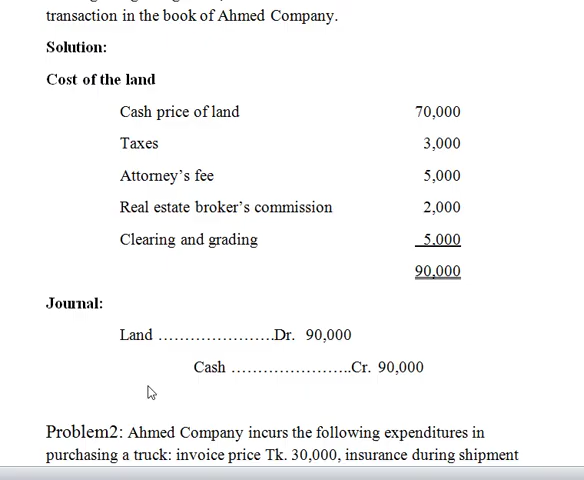 transaction in the book of Ahmed Company.
Solution:
Cost of the land
Cash price of land 70,000
Taxes 3,000
Attorney's fee 5,000
Real estate broker's commission 2,000
Clearing and grading 5,000
90,000
Journal:
Land ......................Dr. 90,000
Cash .......................Cr. 90,000
Problem2: Ahmed Company incurs the following expenditures in
purchasing a truck: invoice price Tk. 30,000, insurance during shipment